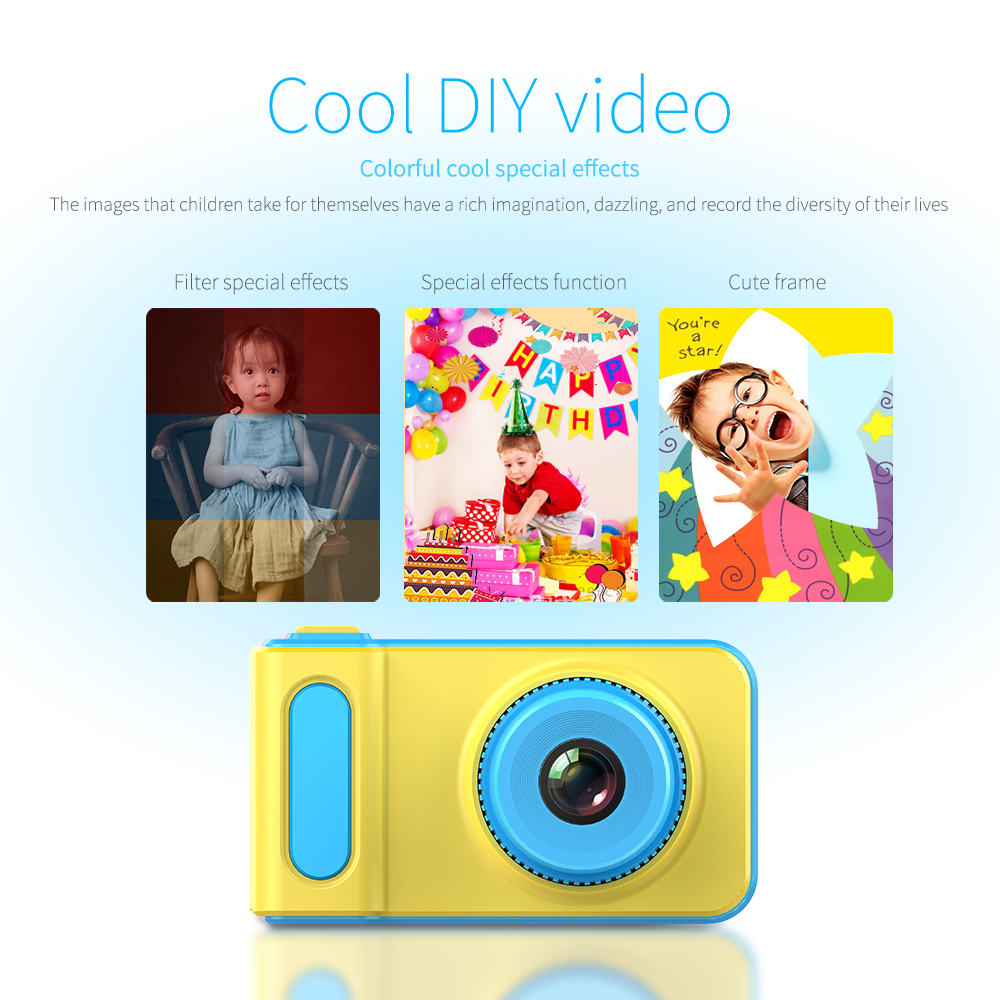 Cool DIY video
Colorful cool special effects
The images that children take for themselves have a rich imagination, dazzling, and record the diversity of their lives
Filter special effects Special effects function Cute frame
You're
a
star!
HAPPY
BIRTHD